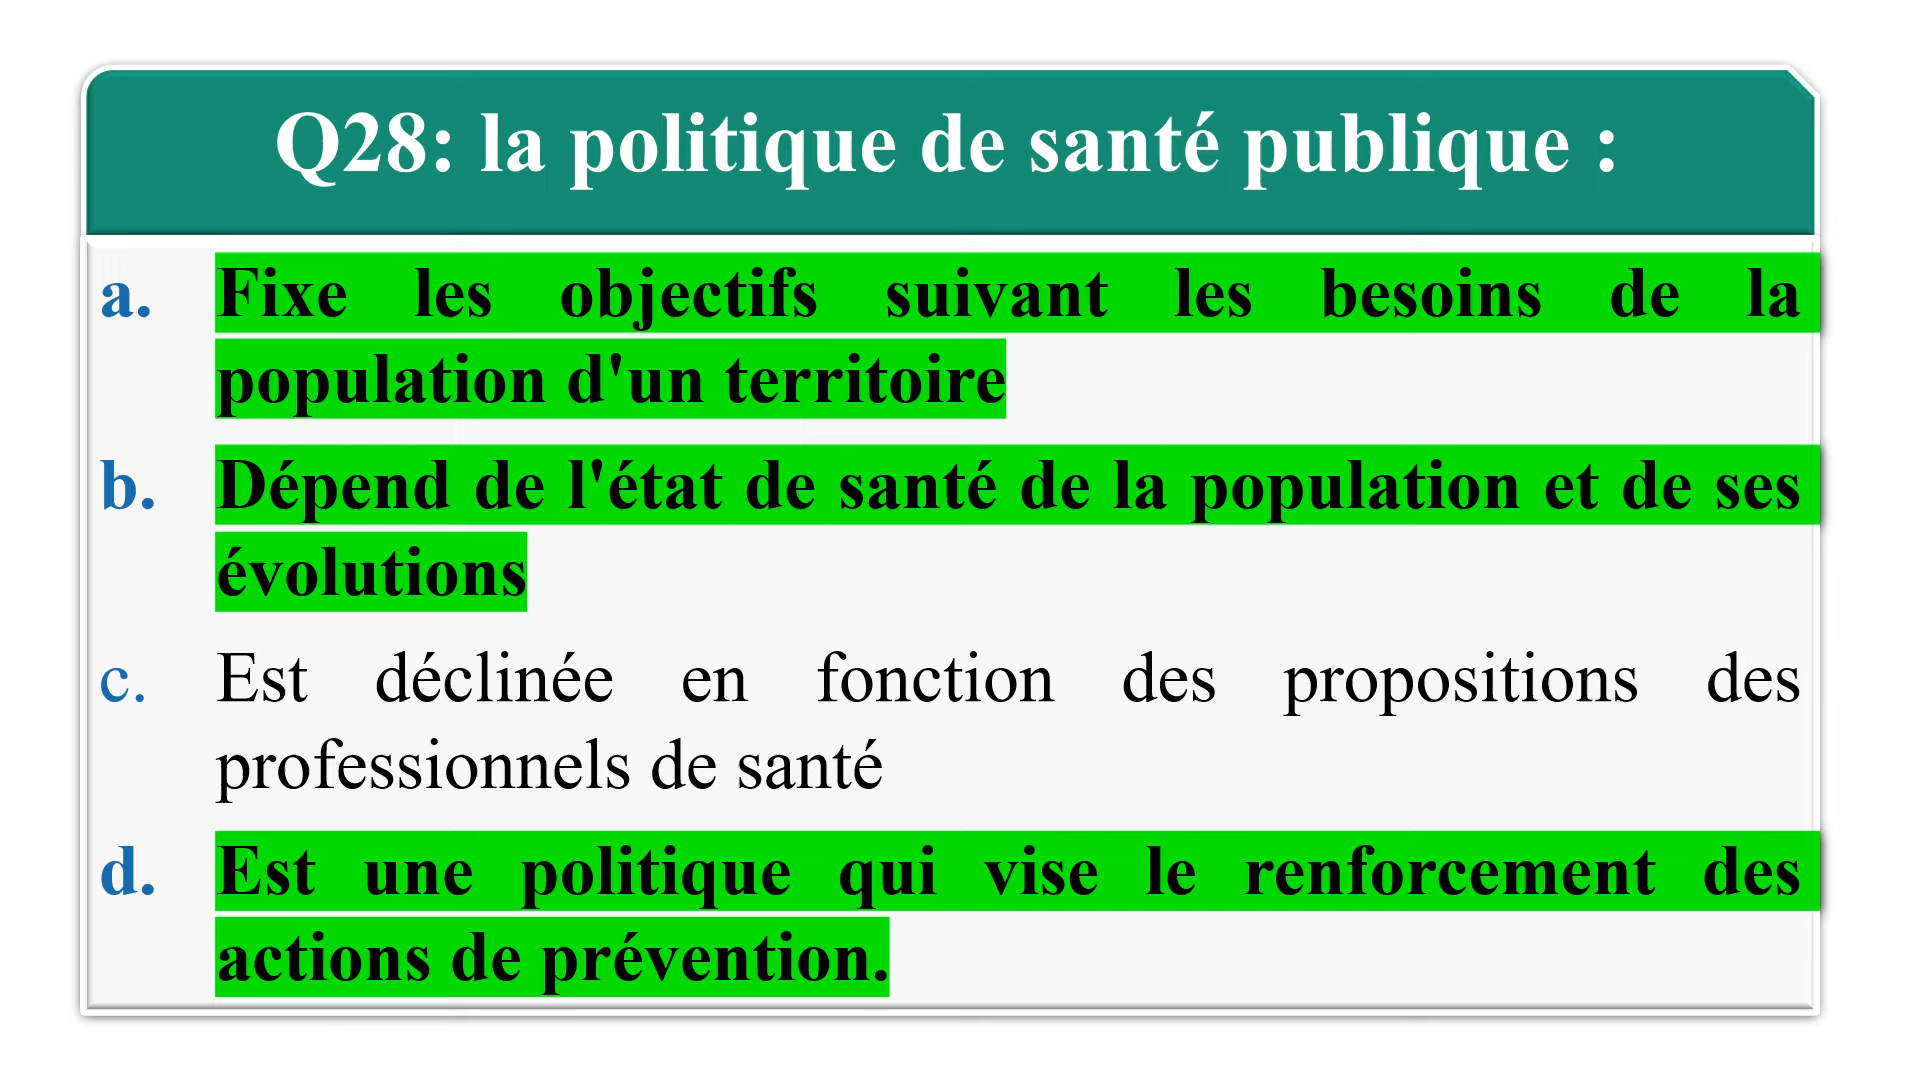 Q28: la politique de santé publique :
a. Fixe les objectifs suivant les besoins de la
population d'un territoire
b. Dépend de l'état de santé de la population et de ses
évolutions
c. Est déclinée en fonction des propositions des
professionnels de santé
d. Est une politique qui vise le renforcement des
actions de prévention.